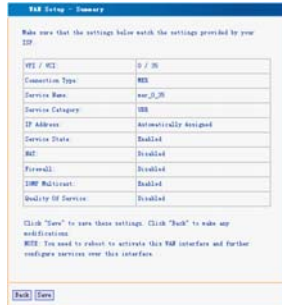 WAN Setup - Summary
Make sure that the settings below match the settings provided by your
ISP.
VPI / VCI: 0 / 35
Connection Type: MER
Service Name: mer_0_35
Service Category: UBR
IP Address: Automatically Assigned
Service State: Enabled
NAT: Disabled
Firewall: Disabled
IGMP Multicast: Enabled
Quality Of Service: Disabled
Click "Save" to save these settings. Click "Back" to make any
modifications.
NOTE: You need to reboot to activate this WAN interface and further
configure services over this interface.
Back Save